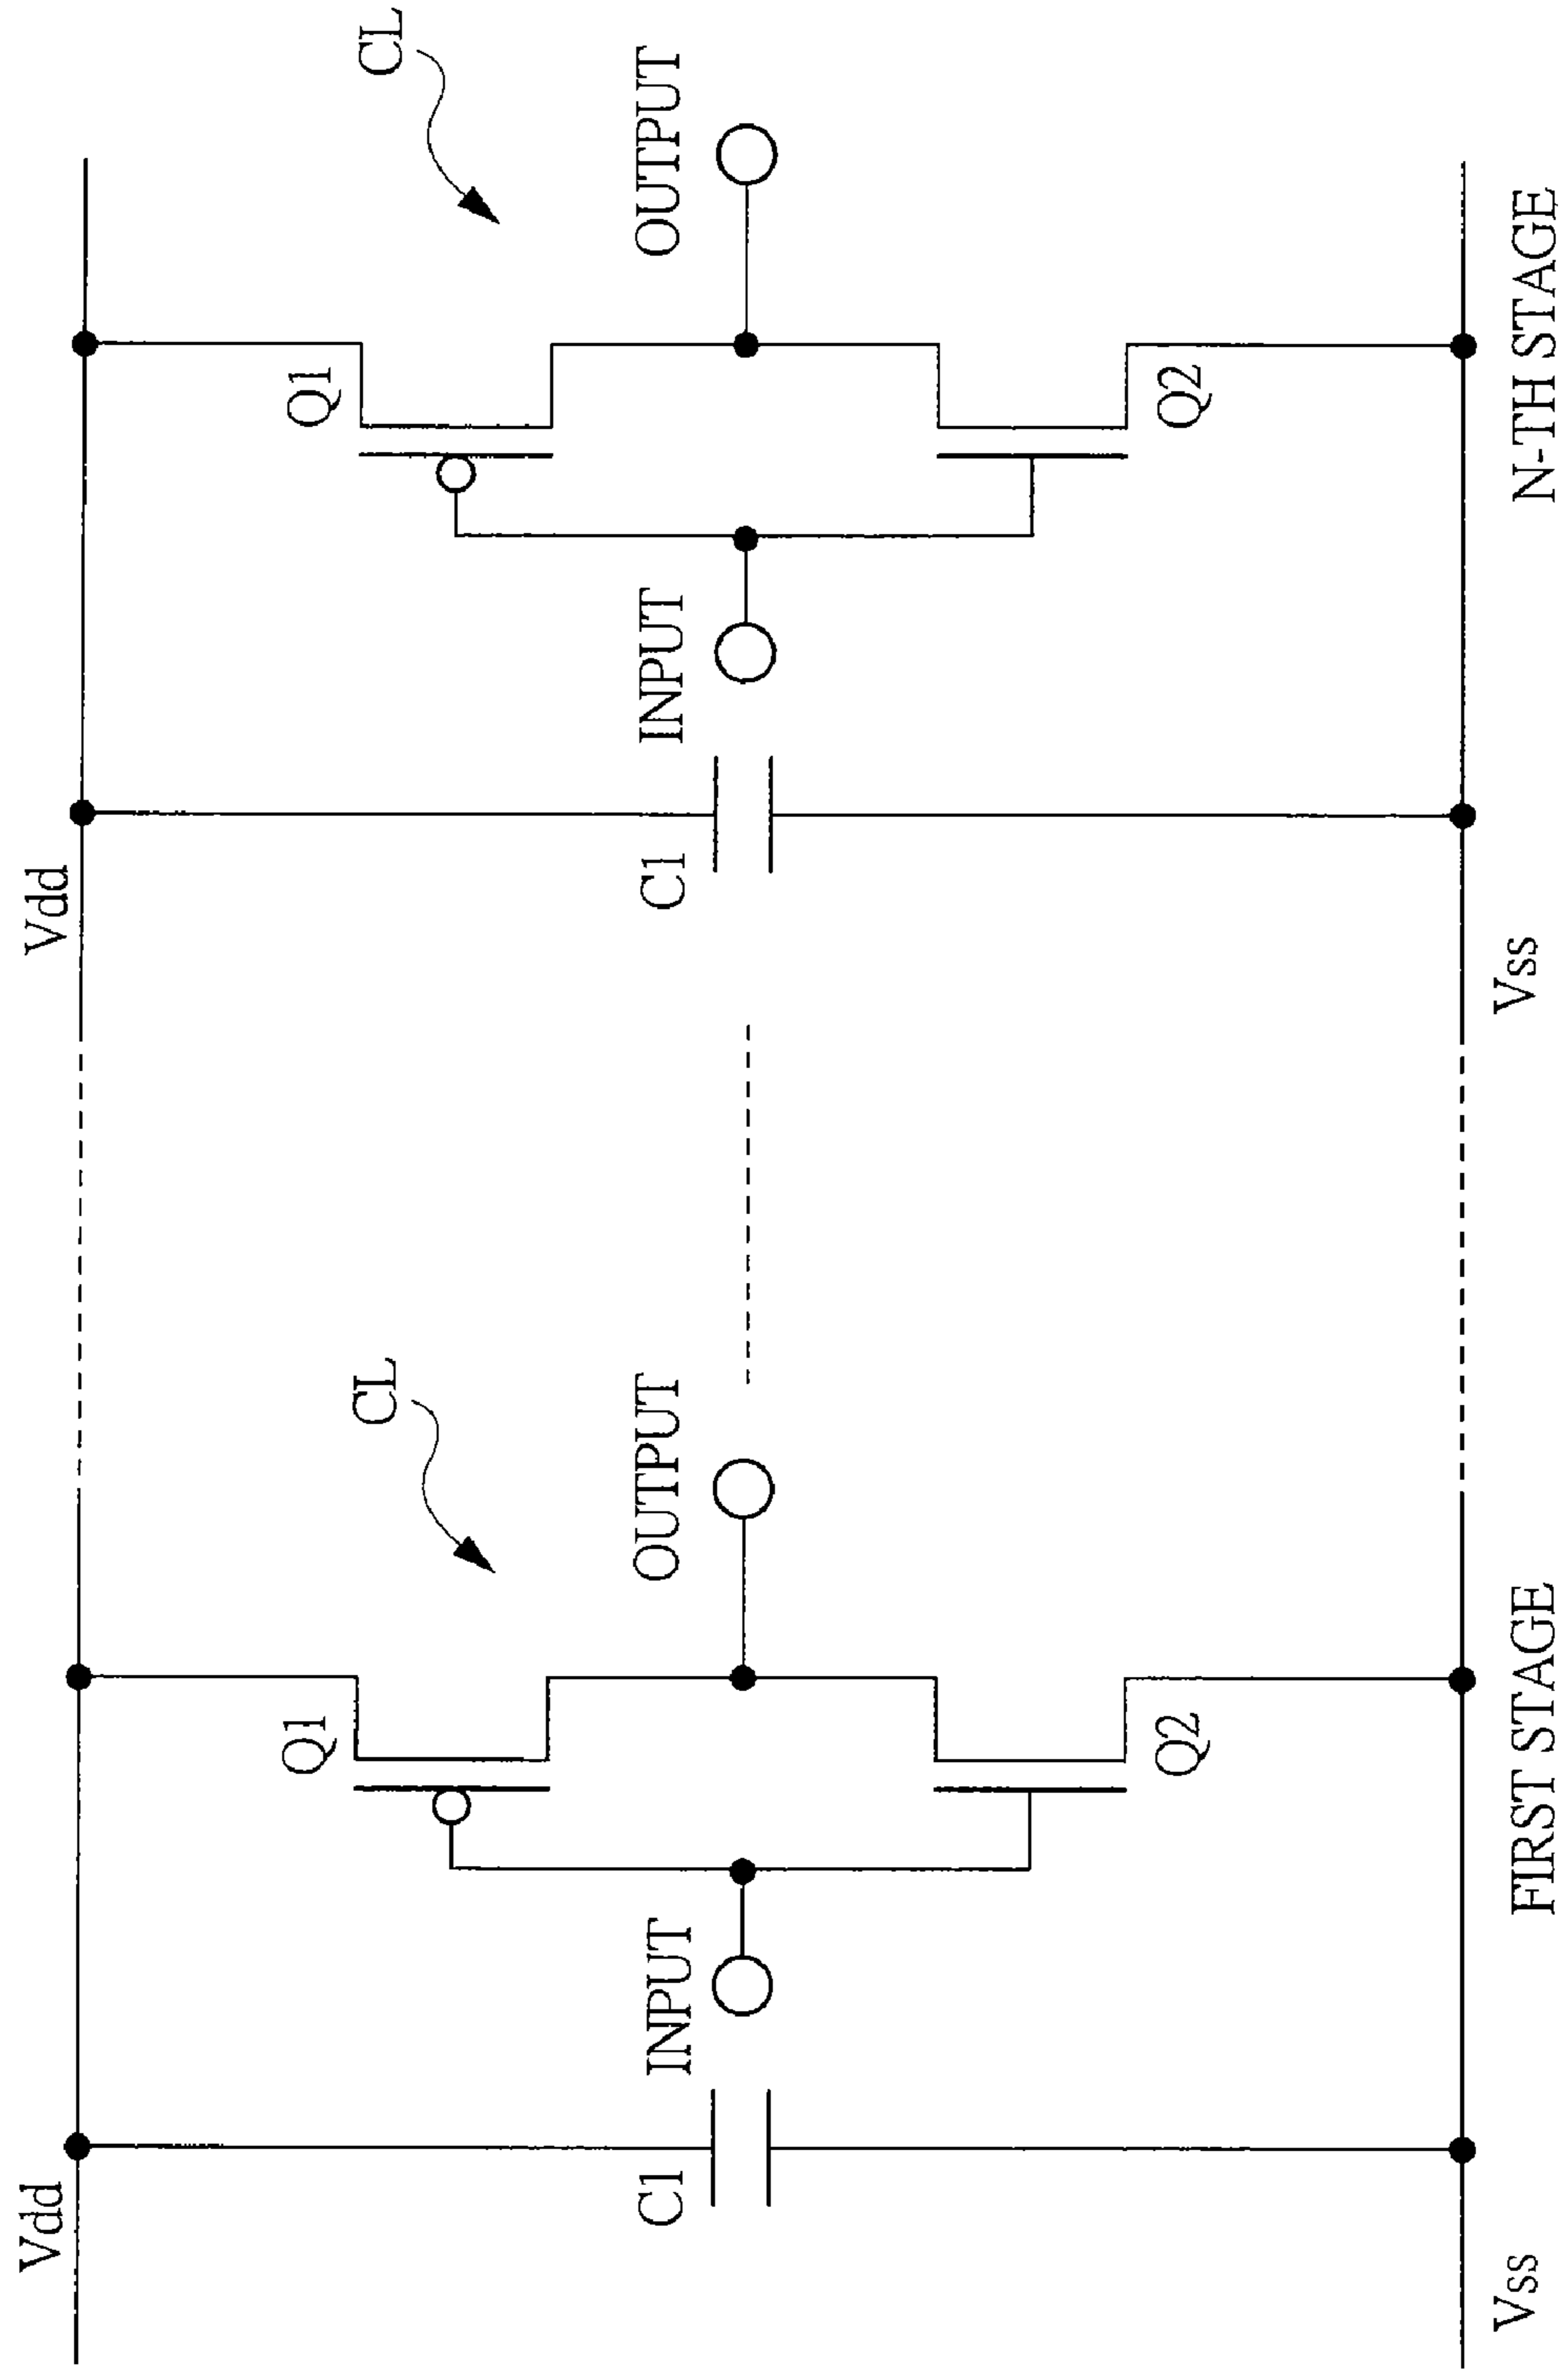 Vdd
Vdd
CL
CL
Q1
Q1
C1
INPUT
OUTPUT
C1
INPUT
OUTPUT
Q2
Q2
Vss
FIRST STAGE
Vss
N-TH STAGE